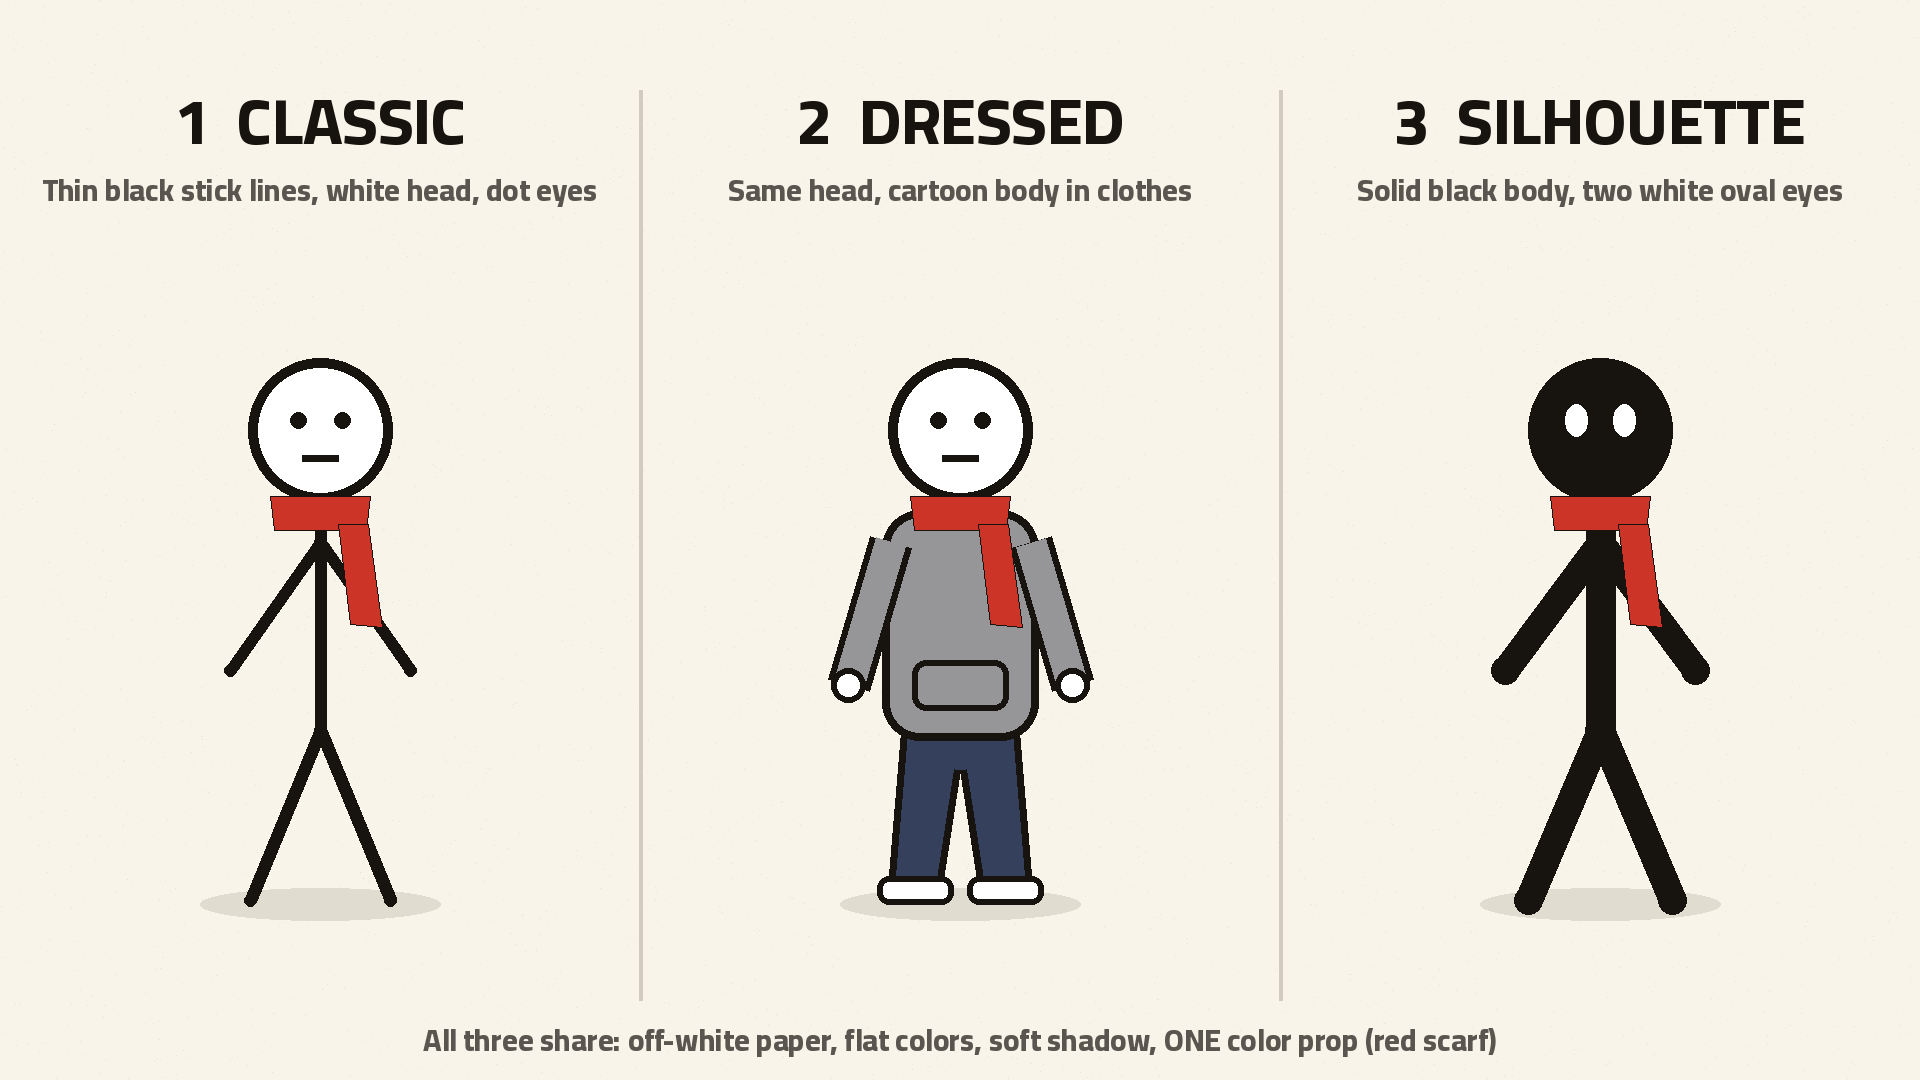 1 CLASSIC
Thin black stick lines, white head, dot eyes
2 DRESSED
Same head, cartoon body in clothes
3 SILHOUETTE
Solid black body, two white oval eyes
All three share: off-white paper, flat colors, soft shadow, ONE color prop (red scarf)